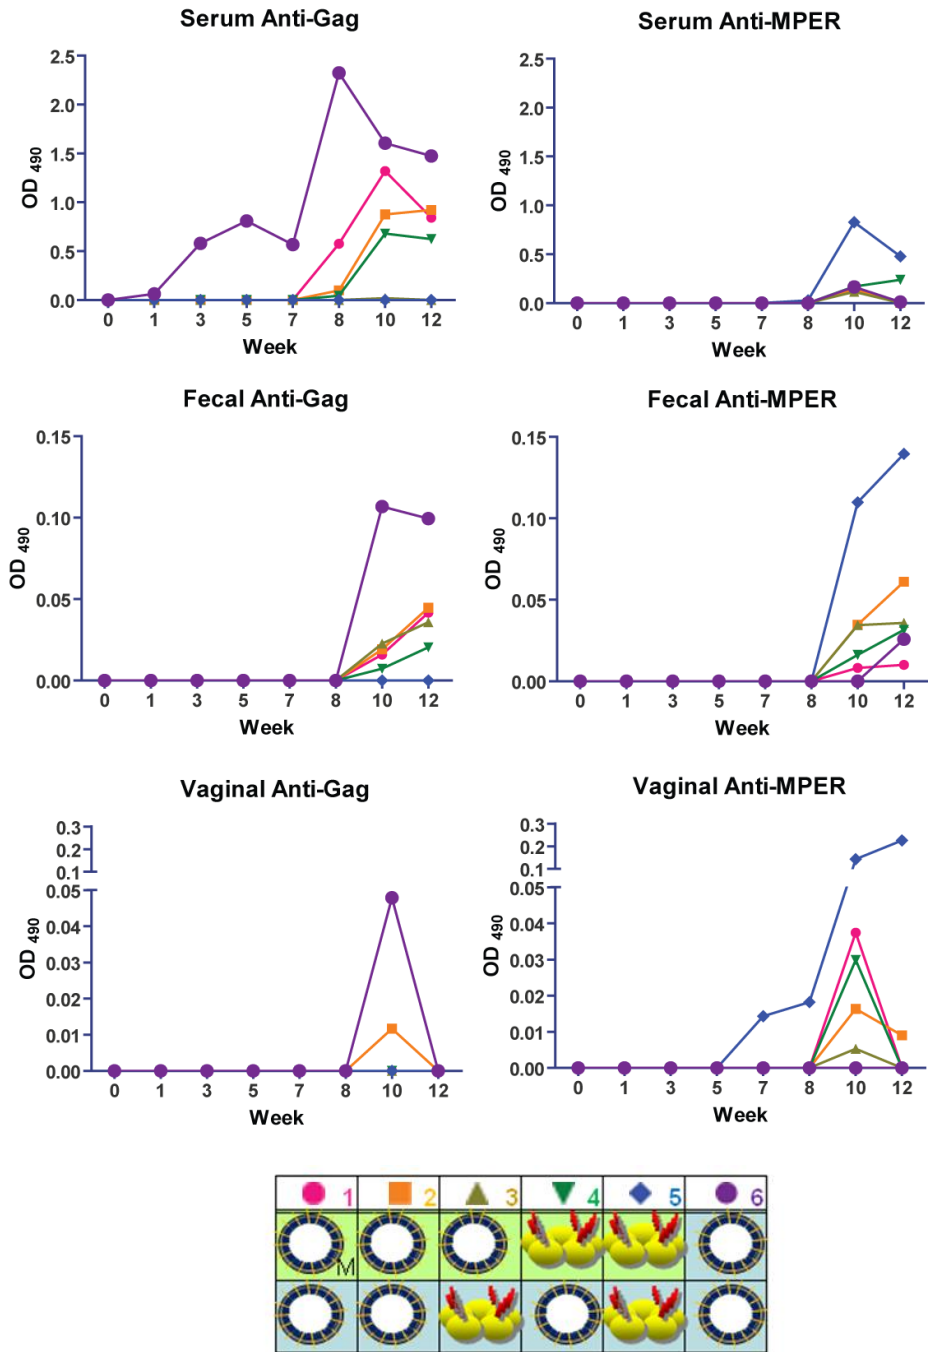 Serum Anti-Gag
2.5
2.0
1.5
1.0
0.5
0.0
OD 490
0 1 3 5 7 8 10 12
Week
Serum Anti-MPER
2.5
2.0
1.5
1.0
0.5
0.0
OD 490
0 1 3 5 7 8 10 12
Week
Fecal Anti-Gag
0.15
0.10
0.05
0.00
OD 490
0 1 3 5 7 8 10 12
Week
Fecal Anti-MPER
0.15
0.10
0.05
0.00
OD 490
0 1 3 5 7 8 10 12
Week
Vaginal Anti-Gag
0.3
0.2
0.1
0.05
0.04
0.03
0.02
0.01
0.00
OD 490
0 1 3 5 7 8 10 12
Week
Vaginal Anti-MPER
0.3
0.2
0.1
0.05
0.04
0.03
0.02
0.01
0.00
OD 490
0 1 3 5 7 8 10 12
Week
1 2 3 4 5 6
M